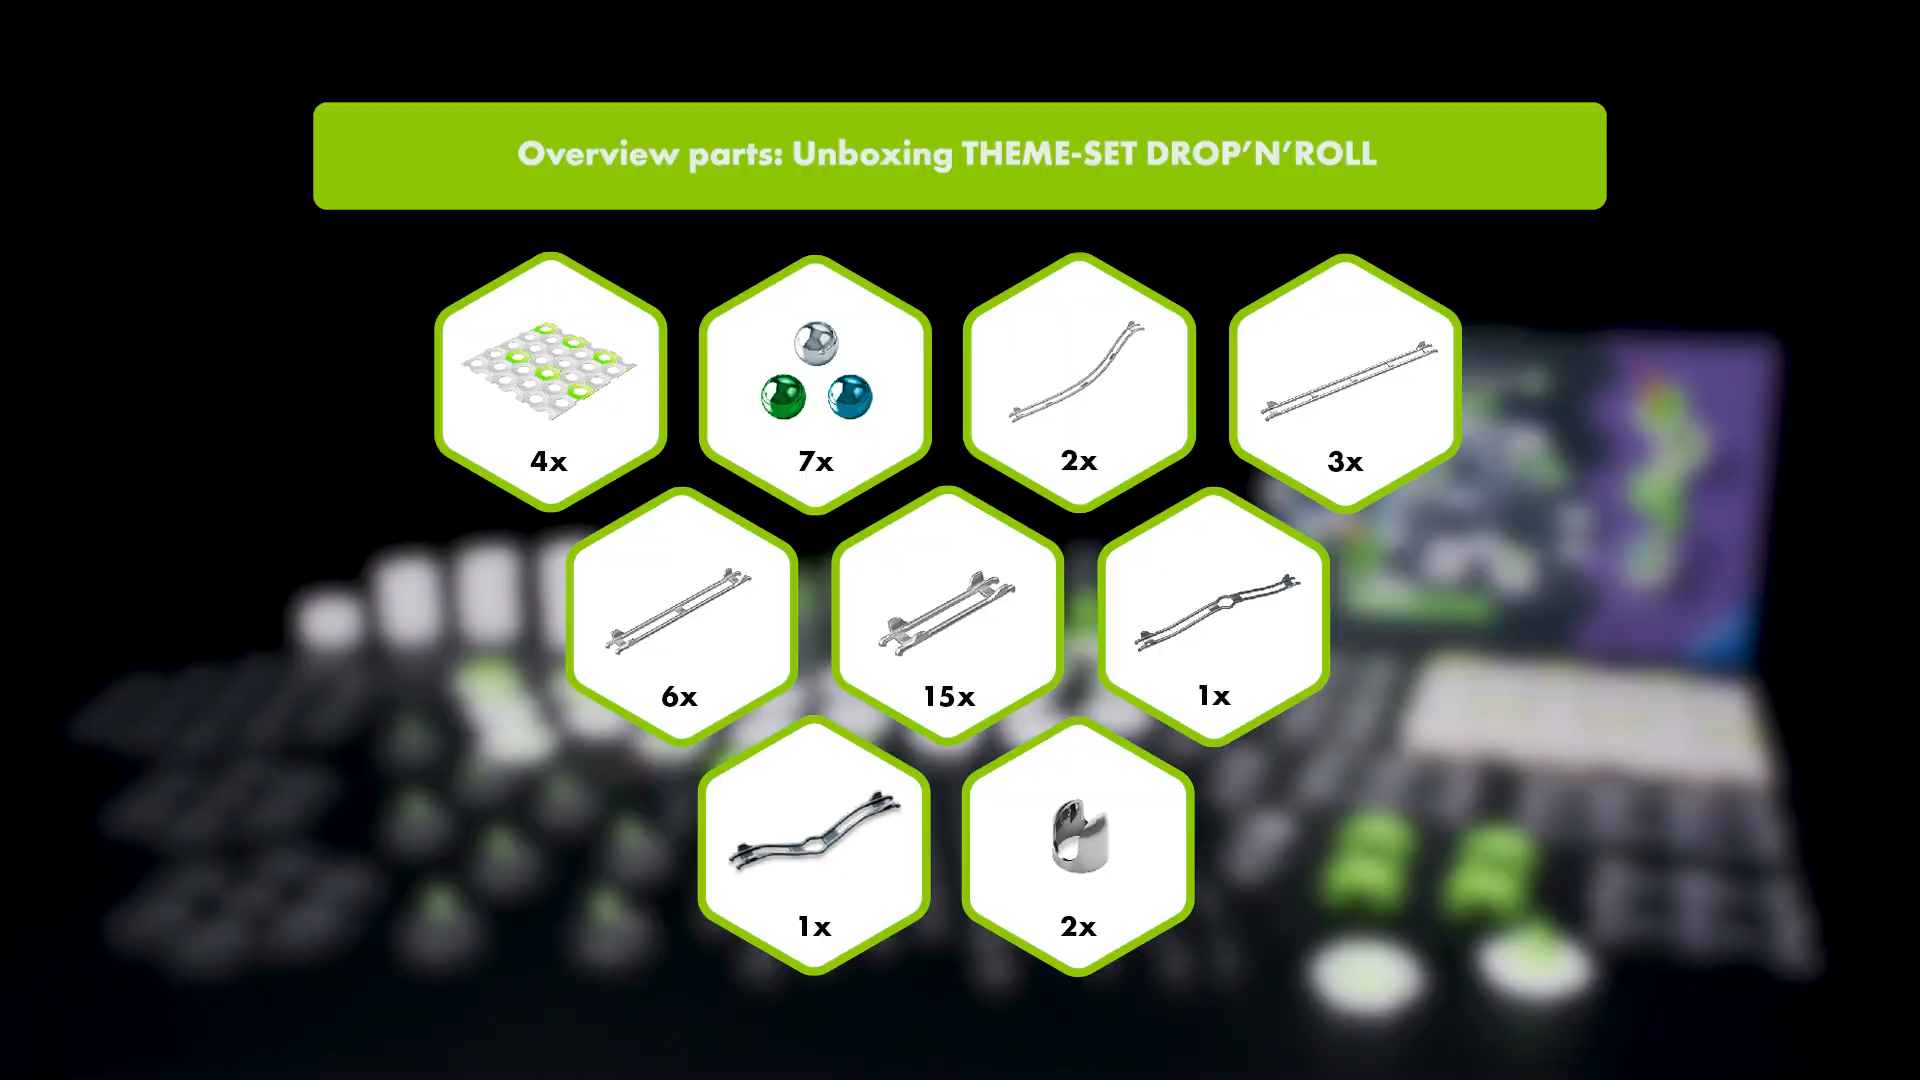 Overview parts: Unboxing THEME-SET DROP’N’ROLL
4x
7x
2x
3x
6x
15x
1x
1x
2x